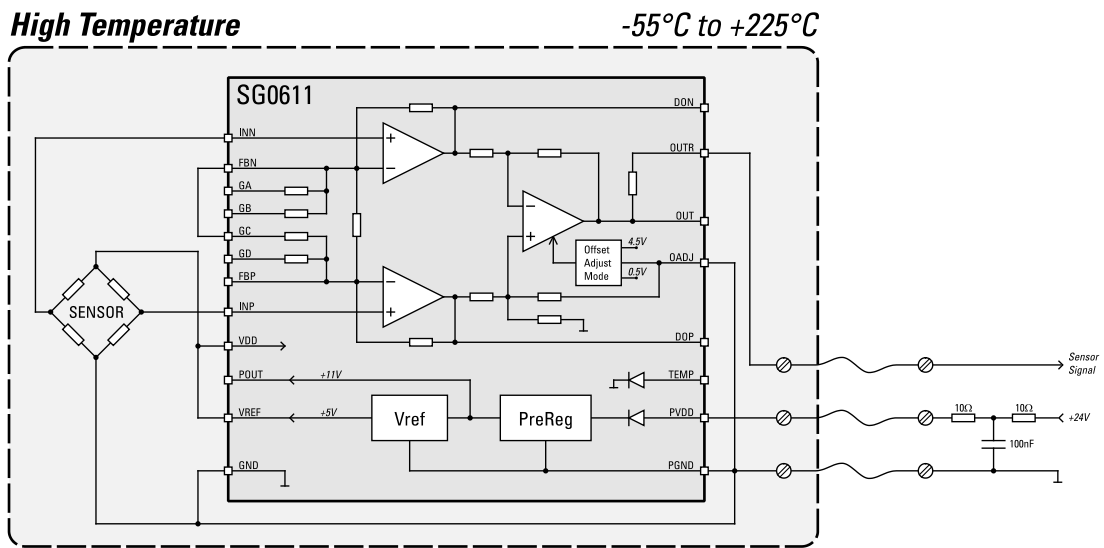 High Temperature
-55°C to +225°C
SG0611
DON
INN
OUTR
FBN
GA
GB
OUT
GC
4.5V
Offset
Adjust
Mode
GD
OADJ
0.5V
FBP
INP
SENSOR
VDD
DOP
Sensor
Signal
POUT
+11V
TEMP
VREF
+5V
Vref
PreReg
PVDD
10Ω
10Ω
+24V
100nF
GND
PGND
+
−
−
+
−
+